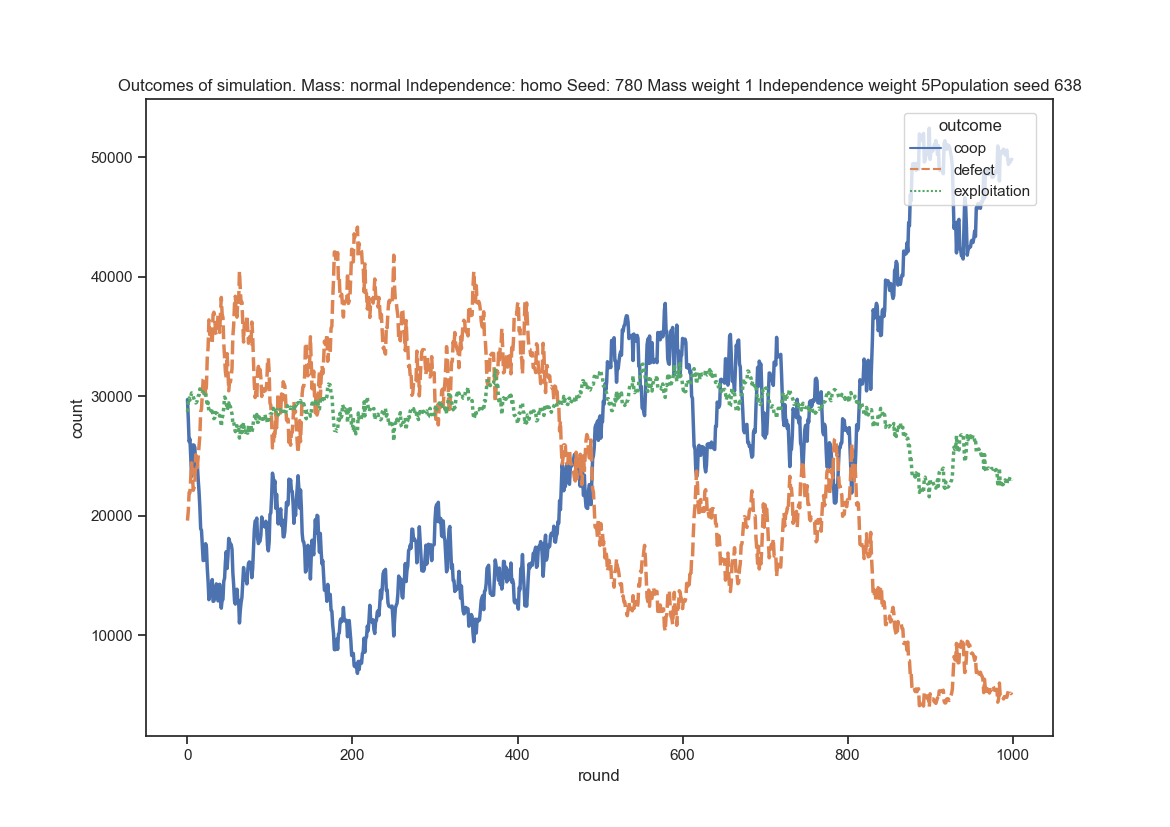 Outcomes of simulation. Mass: normal Independence: homo Seed: 780 Mass weight 1 Independence weight 5Population seed 638
outcome
coop
defect
exploitation
50000
40000
30000
20000
10000
count
0 200 400 600 800 1000
round